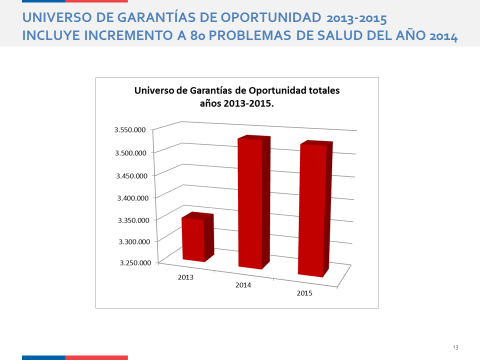 UNIVERSO DE GARANTÍAS DE OPORTUNIDAD 2013-2015
INCLUYE INCREMENTO A 80 PROBLEMAS DE SALUD DEL AÑO 2014
Universo de Garantías de Oportunidad totales
años 2013-2015.
3.550.000
3.500.000
3.450.000
3.400.000
3.350.000
3.300.000
3.250.000
2013
2014
2015
13